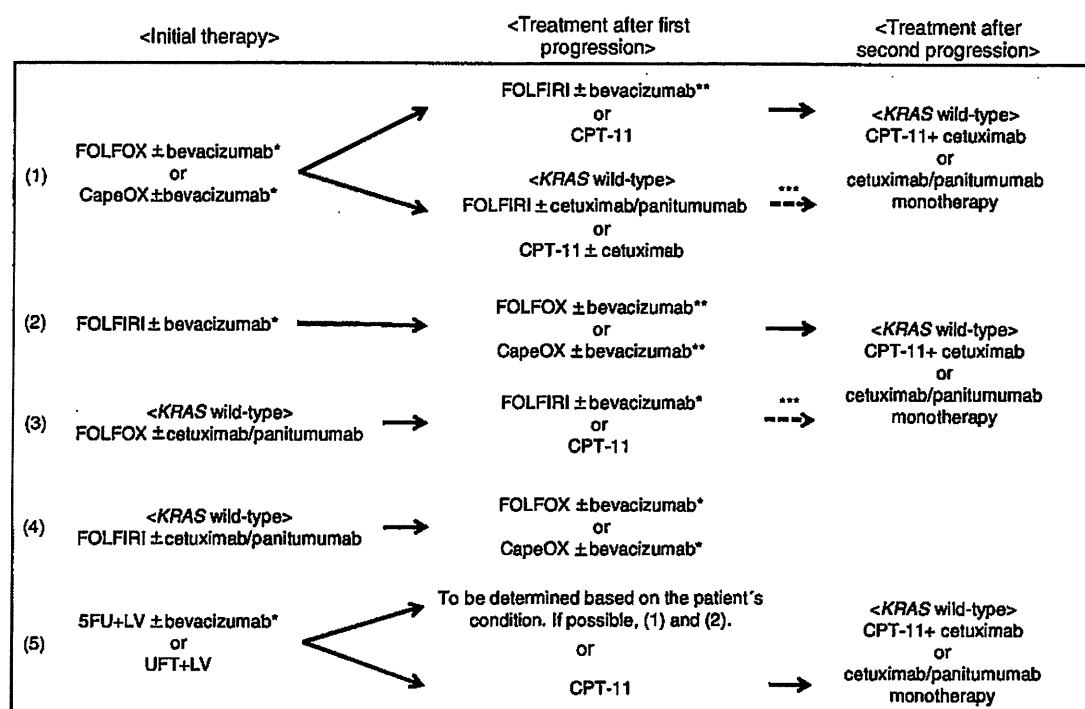 <Initial therapy>
<Treatment after first
progression>
<Treatment after
second progression>
(1)
FOLFOX ±bevacizumab*
or
CapeOX±bevacizumab*
FOLFIRI ± bevacizumab**
or
CPT-11
<KRAS wild-type>
FOLFIRI ±cetuximab/panitumumab
or
CPT-11 ± cetuximab
***
<KRAS wild-type>
CPT-11+ cetuximab
or
cetuximab/panitumumab
monotherapy
(2)
FOLFIRI ± bevacizumab*
FOLFOX ±bevacizumab**
or
CapeOX ±bevacizumab**
<KRAS wild-type>
CPT-11+ cetuximab
or
cetuximab/panitumumab
monotherapy
(3)
<KRAS wild-type>
FOLFOX ±cetuximab/panitumumab
FOLFIRI ± bevacizumab*
or
CPT-11
***
(4)
<KRAS wild-type>
FOLFIRI ±cetuximab/panitumumab
FOLFOX ±bevacizumab*
or
CapeOX ±bevacizumab*
(5)
5FU+LV ±bevacizumab*
or
UFT+LV
To be determined based on the patient's
condition. If possible, (1) and (2).
or
CPT-11
<KRAS wild-type>
CPT-11+ cetuximab
or
cetuximab/panitumumab
monotherapy